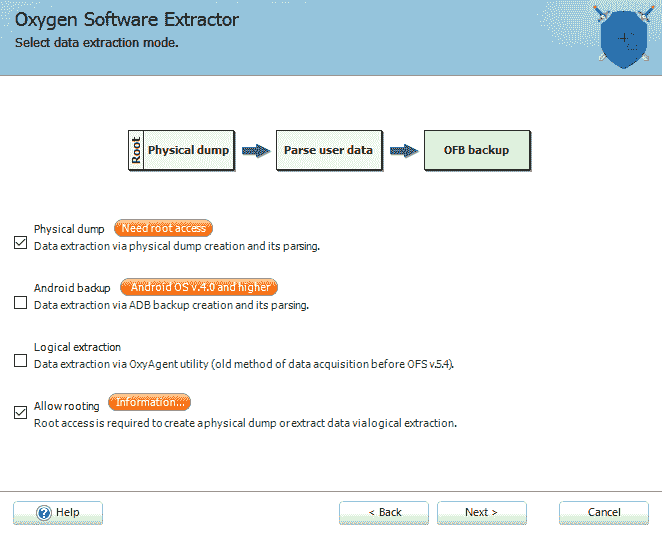 Oxygen Software Extractor
Select data extraction mode.
Root
Physical dump
Parse user data
OFB backup
Physical dump Need root access
Data extraction via physical dump creation and its parsing.
Android backup Android OS v.4.0 and higher
Data extraction via ADB backup creation and its parsing.
Logical extraction
Data extraction via OxyAgent utility (old method of data acquisition before OFS v.5.4).
Allow rooting Information...
Root access is required to create a physical dump or extract data via logical extraction.
? Help
< Back
Next >
Cancel